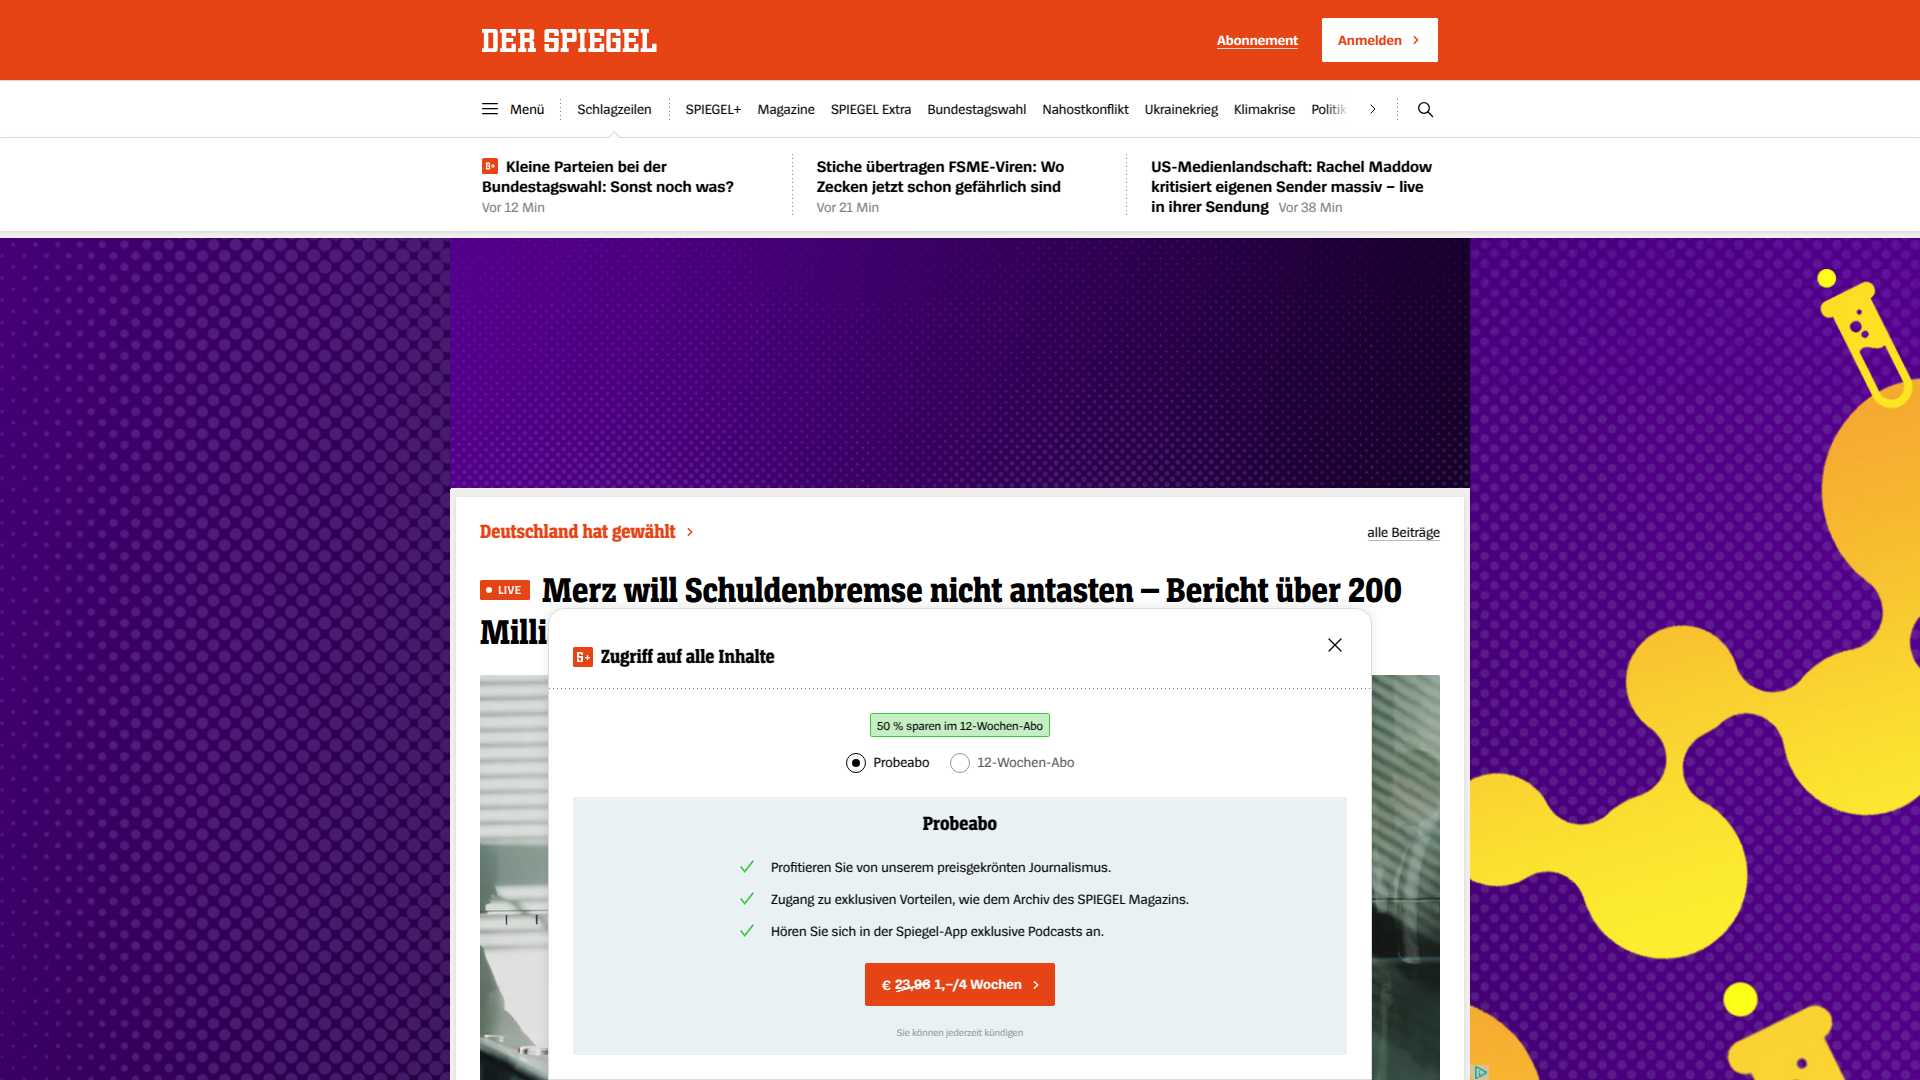 DER SPIEGEL
Abonnement
Anmelden
Menü
Schlagzeilen
SPIEGEL+
Magazine
SPIEGEL Extra
Bundestagswahl
Nahostkonflikt
Ukrainekrieg
Klimakrise
Politik
Kleine Parteien bei der
Bundestagswahl: Sonst noch was?
Vor 12 Min
Stiche übertragen FSME-Viren: Wo
Zecken jetzt schon gefährlich sind
Vor 21 Min
US-Medienlandschaft: Rachel Maddow
kritisiert eigenen Sender massiv – live
in ihrer Sendung Vor 38 Min
Deutschland hat gewählt
alle Beiträge
LIVE Merz will Schuldenbremse nicht antasten – Bericht über 200
Milli
Zugriff auf alle Inhalte
50 % sparen im 12-Wochen-Abo
Probeabo
12-Wochen-Abo
Probeabo
Profitieren Sie von unserem preisgekrönten Journalismus.
Zugang zu exklusiven Vorteilen, wie dem Archiv des SPIEGEL Magazins.
Hören Sie sich in der Spiegel-App exklusive Podcasts an.
€ 23,96 1,–/4 Wochen
Sie können jederzeit kündigen